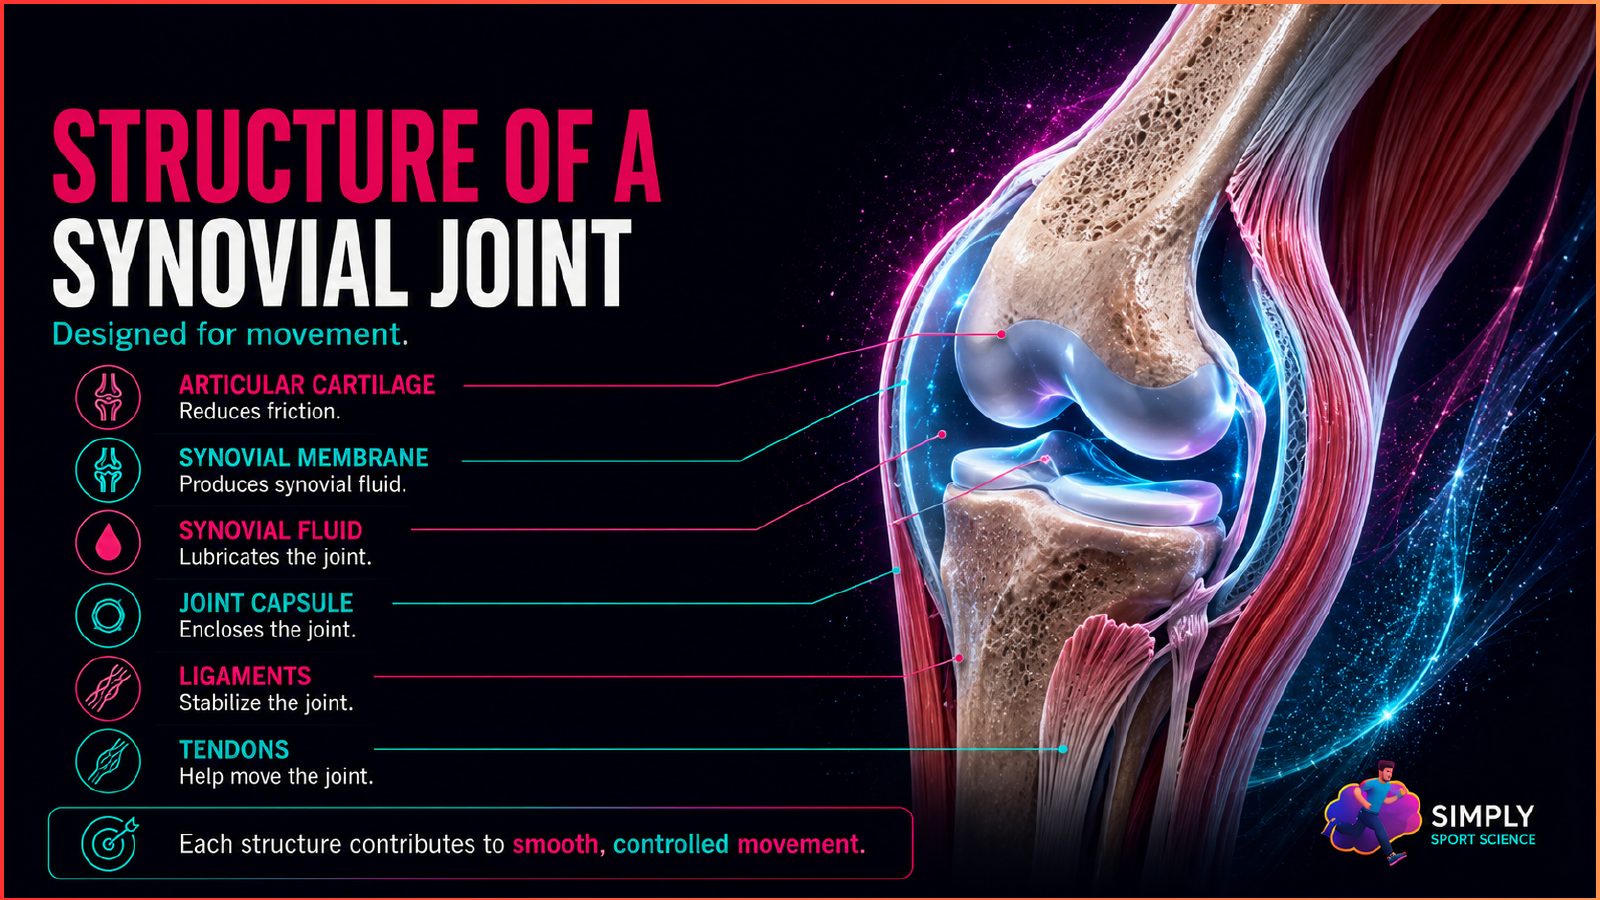 STRUCTURE OF A
SYNOVIAL JOINT
Designed for movement.
ARTICULAR CARTILAGE
Reduces friction.
SYNOVIAL MEMBRANE
Produces synovial fluid.
SYNOVIAL FLUID
Lubricates the joint.
JOINT CAPSULE
Encloses the joint.
LIGAMENTS
Stabilize the joint.
TENDONS
Help move the joint.
Each structure contributes to smooth, controlled movement.
SIMPLY
SPORT SCIENCE